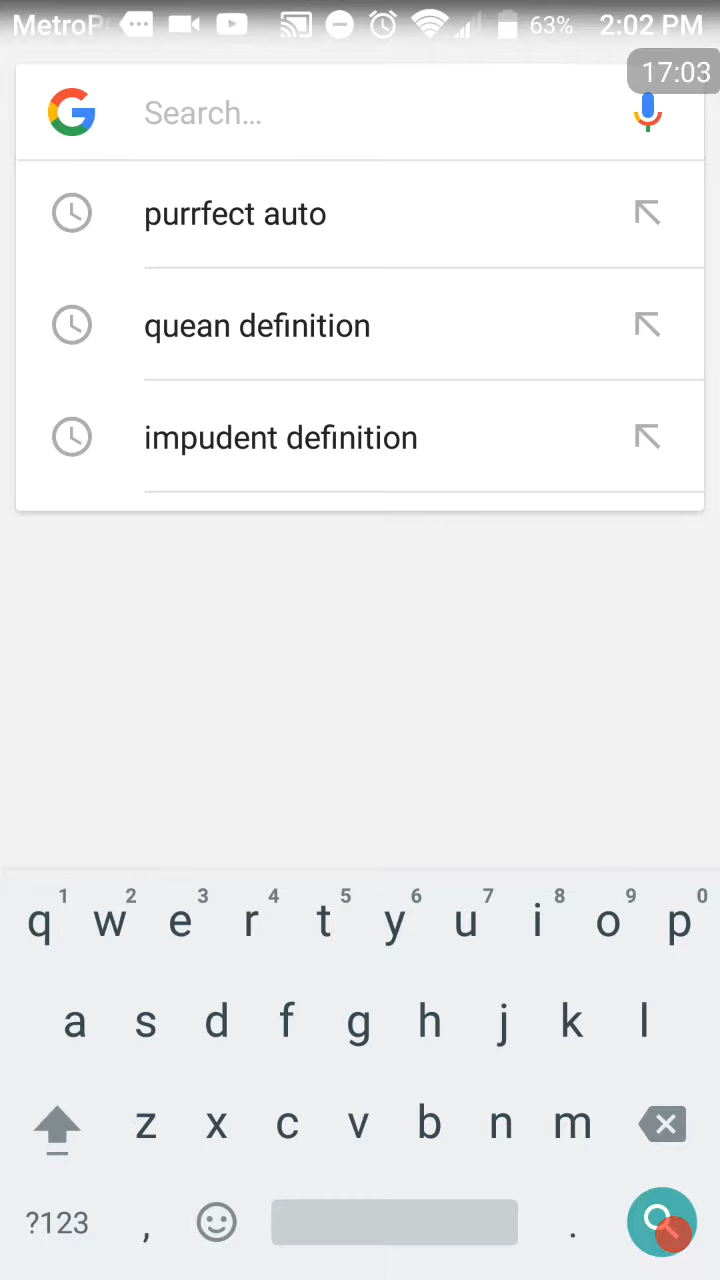 MetroP 63% 2:02 PM
17:03
Search...
purrfect auto
quean definition
impudent definition
1 2 3 4 5 6 7 8 9 0
q w e r t y u i o p
a s d f g h j k l
z x c v b n m
?123 , .